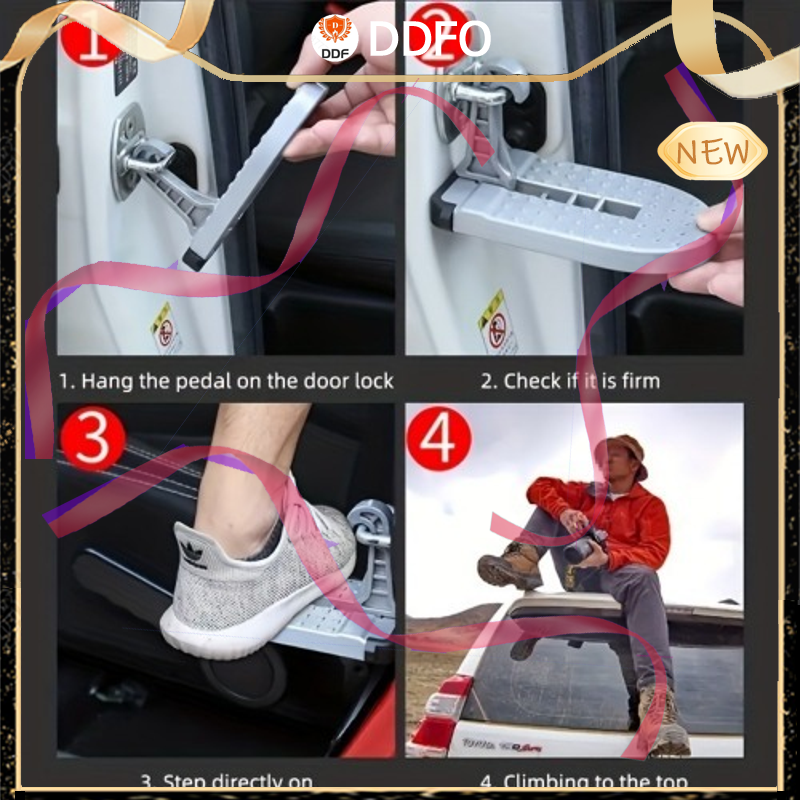 1
2
DDF
DDFO
NEW
1. Hang the pedal on the door lock
2. Check if it is firm
3
4
TOYOTA
3. Step directly on
4. Climbing to the top